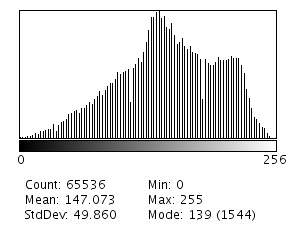 0 256
Count: 65536 Min: 0
Mean: 147.073 Max: 255
StdDev: 49.860 Mode: 139 (1544)